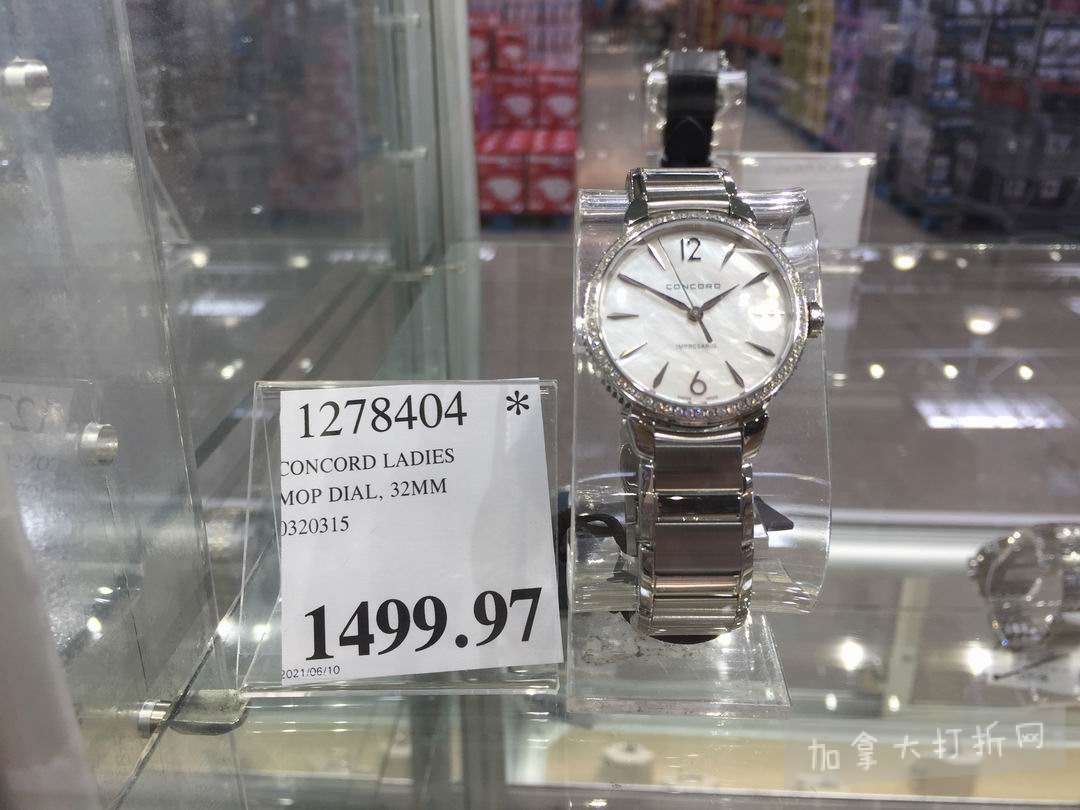 1278404 *
CONCORD LADIES
MOP DIAL, 32MM
0320315
1499.97
2021/06/10
12
CONCORD
IMPRESARIO
6
加拿大打折网